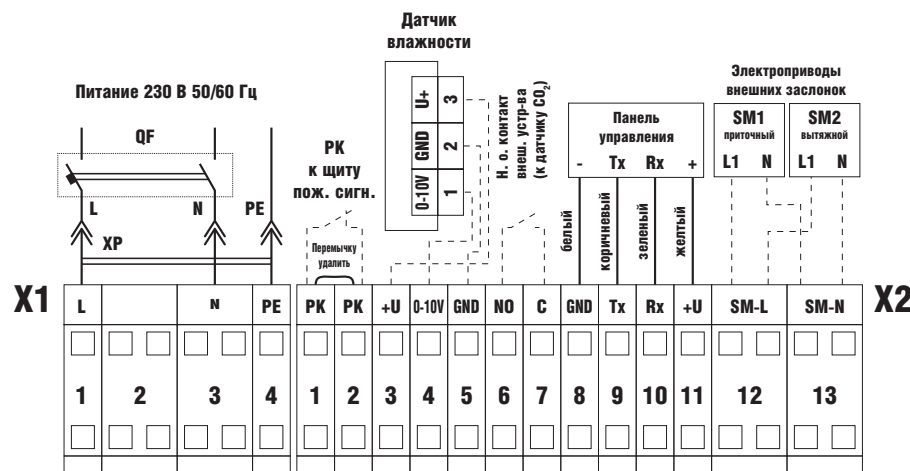 Датчик
влажности
Питание 230 В 50/60 Гц
QF
L
N
PE
XP
РК
к щиту
пож. сигн.
Перемычку
удалить
U+
GND
0-10V
3
2
1
Н. о. контакт
внеш. устр-ва
(к датчику CO₂)
Панель
управления
- Tx Rx +
белый
коричневый
зеленый
желтый
Электроприводы
внешних заслонок
SM1
приточный
L1 N
SM2
вытяжной
L1 N
X1
L N PE РК РК +U 0-10V GND NO C GND Tx Rx +U SM-L SM-N
X2
1 2 3 4 1 2 3 4 5 6 7 8 9 10 11 12 13